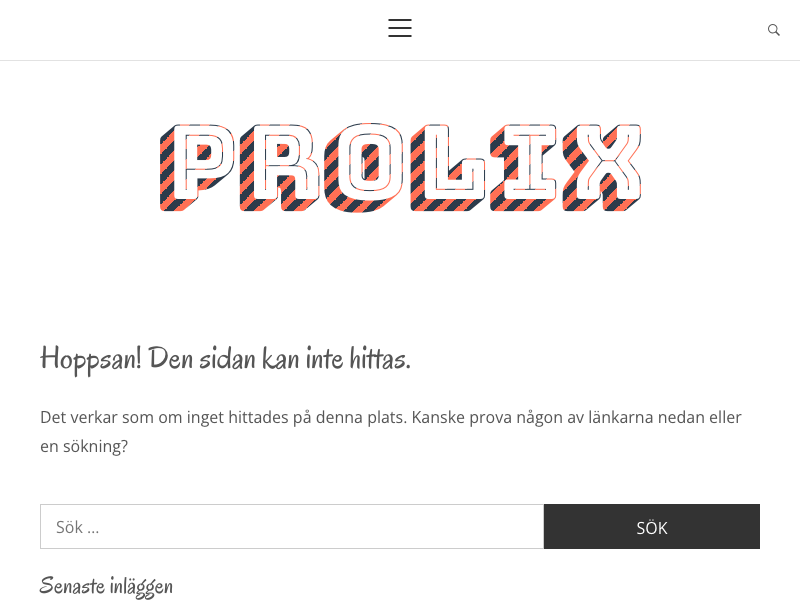 PROLIX
Hoppsan! Den sidan kan inte hittas.
Det verkar som om inget hittades på denna plats. Kanske prova någon av länkarna nedan eller
en sökning?
Sök …
SÖK
Senaste inläggen